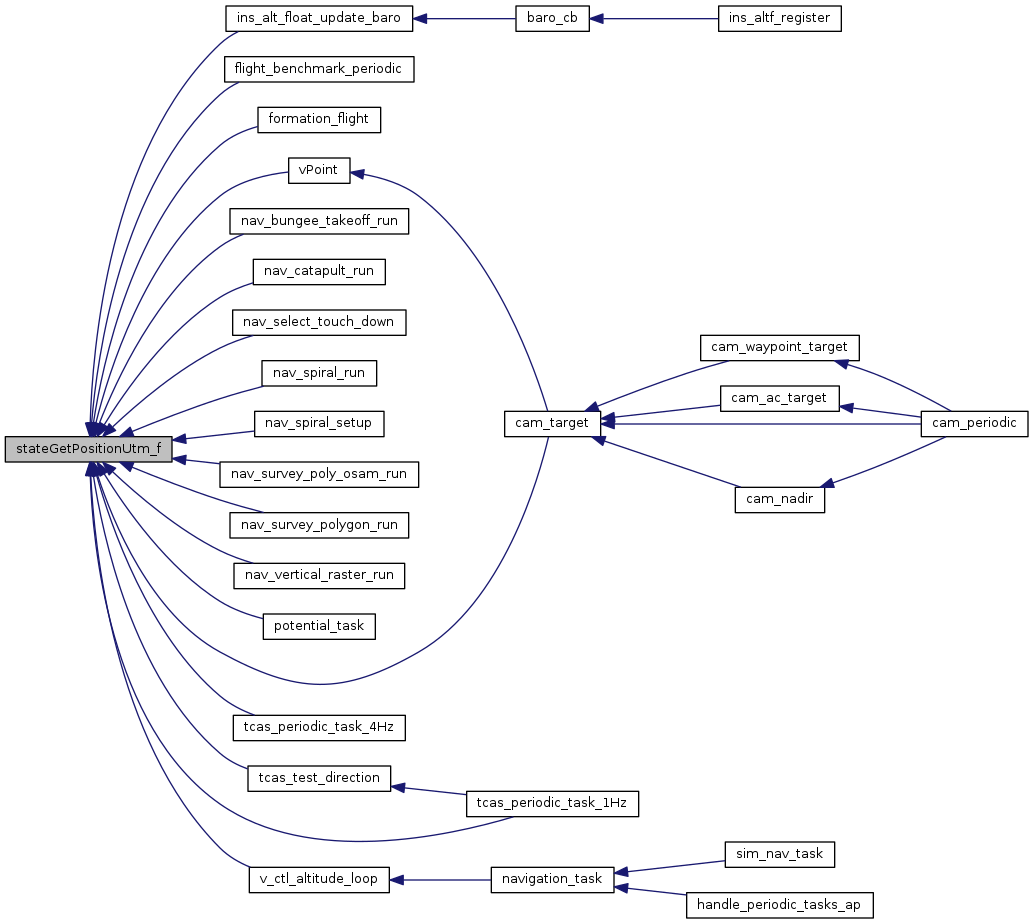 ins_alt_float_update_baro
baro_cb
ins_altf_register
flight_benchmark_periodic
formation_flight
vPoint
nav_bungee_takeoff_run
nav_catapult_run
nav_select_touch_down
cam_waypoint_target
nav_spiral_run
cam_ac_target
nav_spiral_setup
cam_target
cam_periodic
stateGetPositionUtm_f
nav_survey_poly_osam_run
cam_nadir
nav_survey_polygon_run
nav_vertical_raster_run
potential_task
tcas_periodic_task_4Hz
tcas_test_direction
tcas_periodic_task_1Hz
sim_nav_task
v_ctl_altitude_loop
navigation_task
handle_periodic_tasks_ap